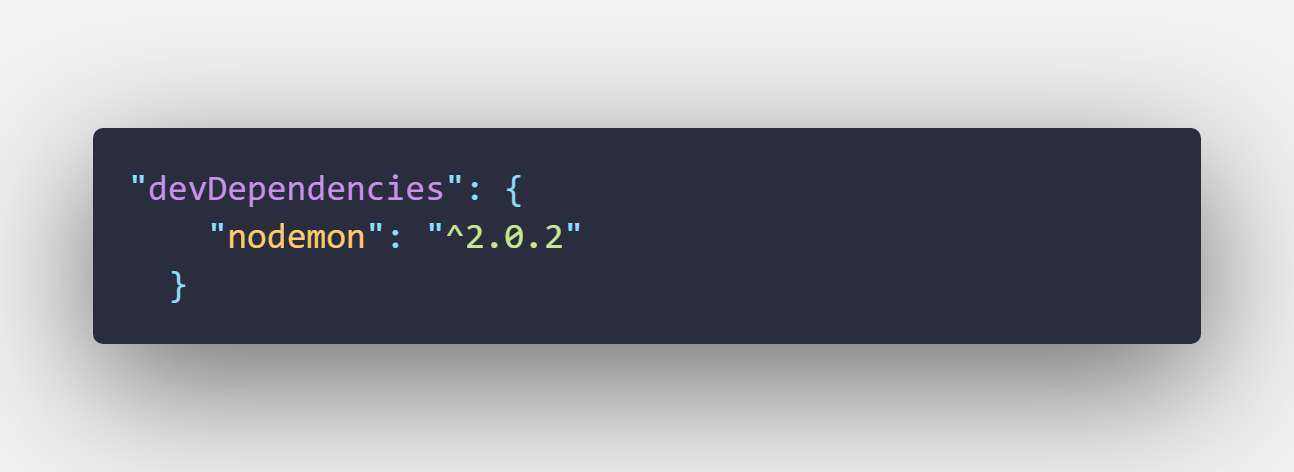 "devDependencies": {
    "nodemon": "^2.0.2"
  }